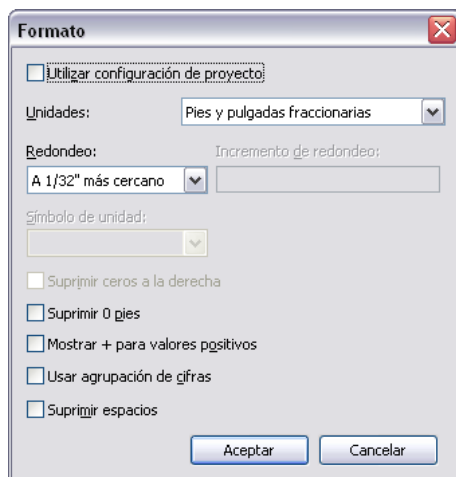 Formato
Utilizar configuración de proyecto
Unidades: Pies y pulgadas fraccionarias
Redondeo: Incremento de redondeo:
A 1/32" más cercano
Símbolo de unidad:
Suprimir ceros a la derecha
Suprimir 0 pies
Mostrar + para valores positivos
Usar agrupación de cifras
Suprimir espacios
Aceptar Cancelar